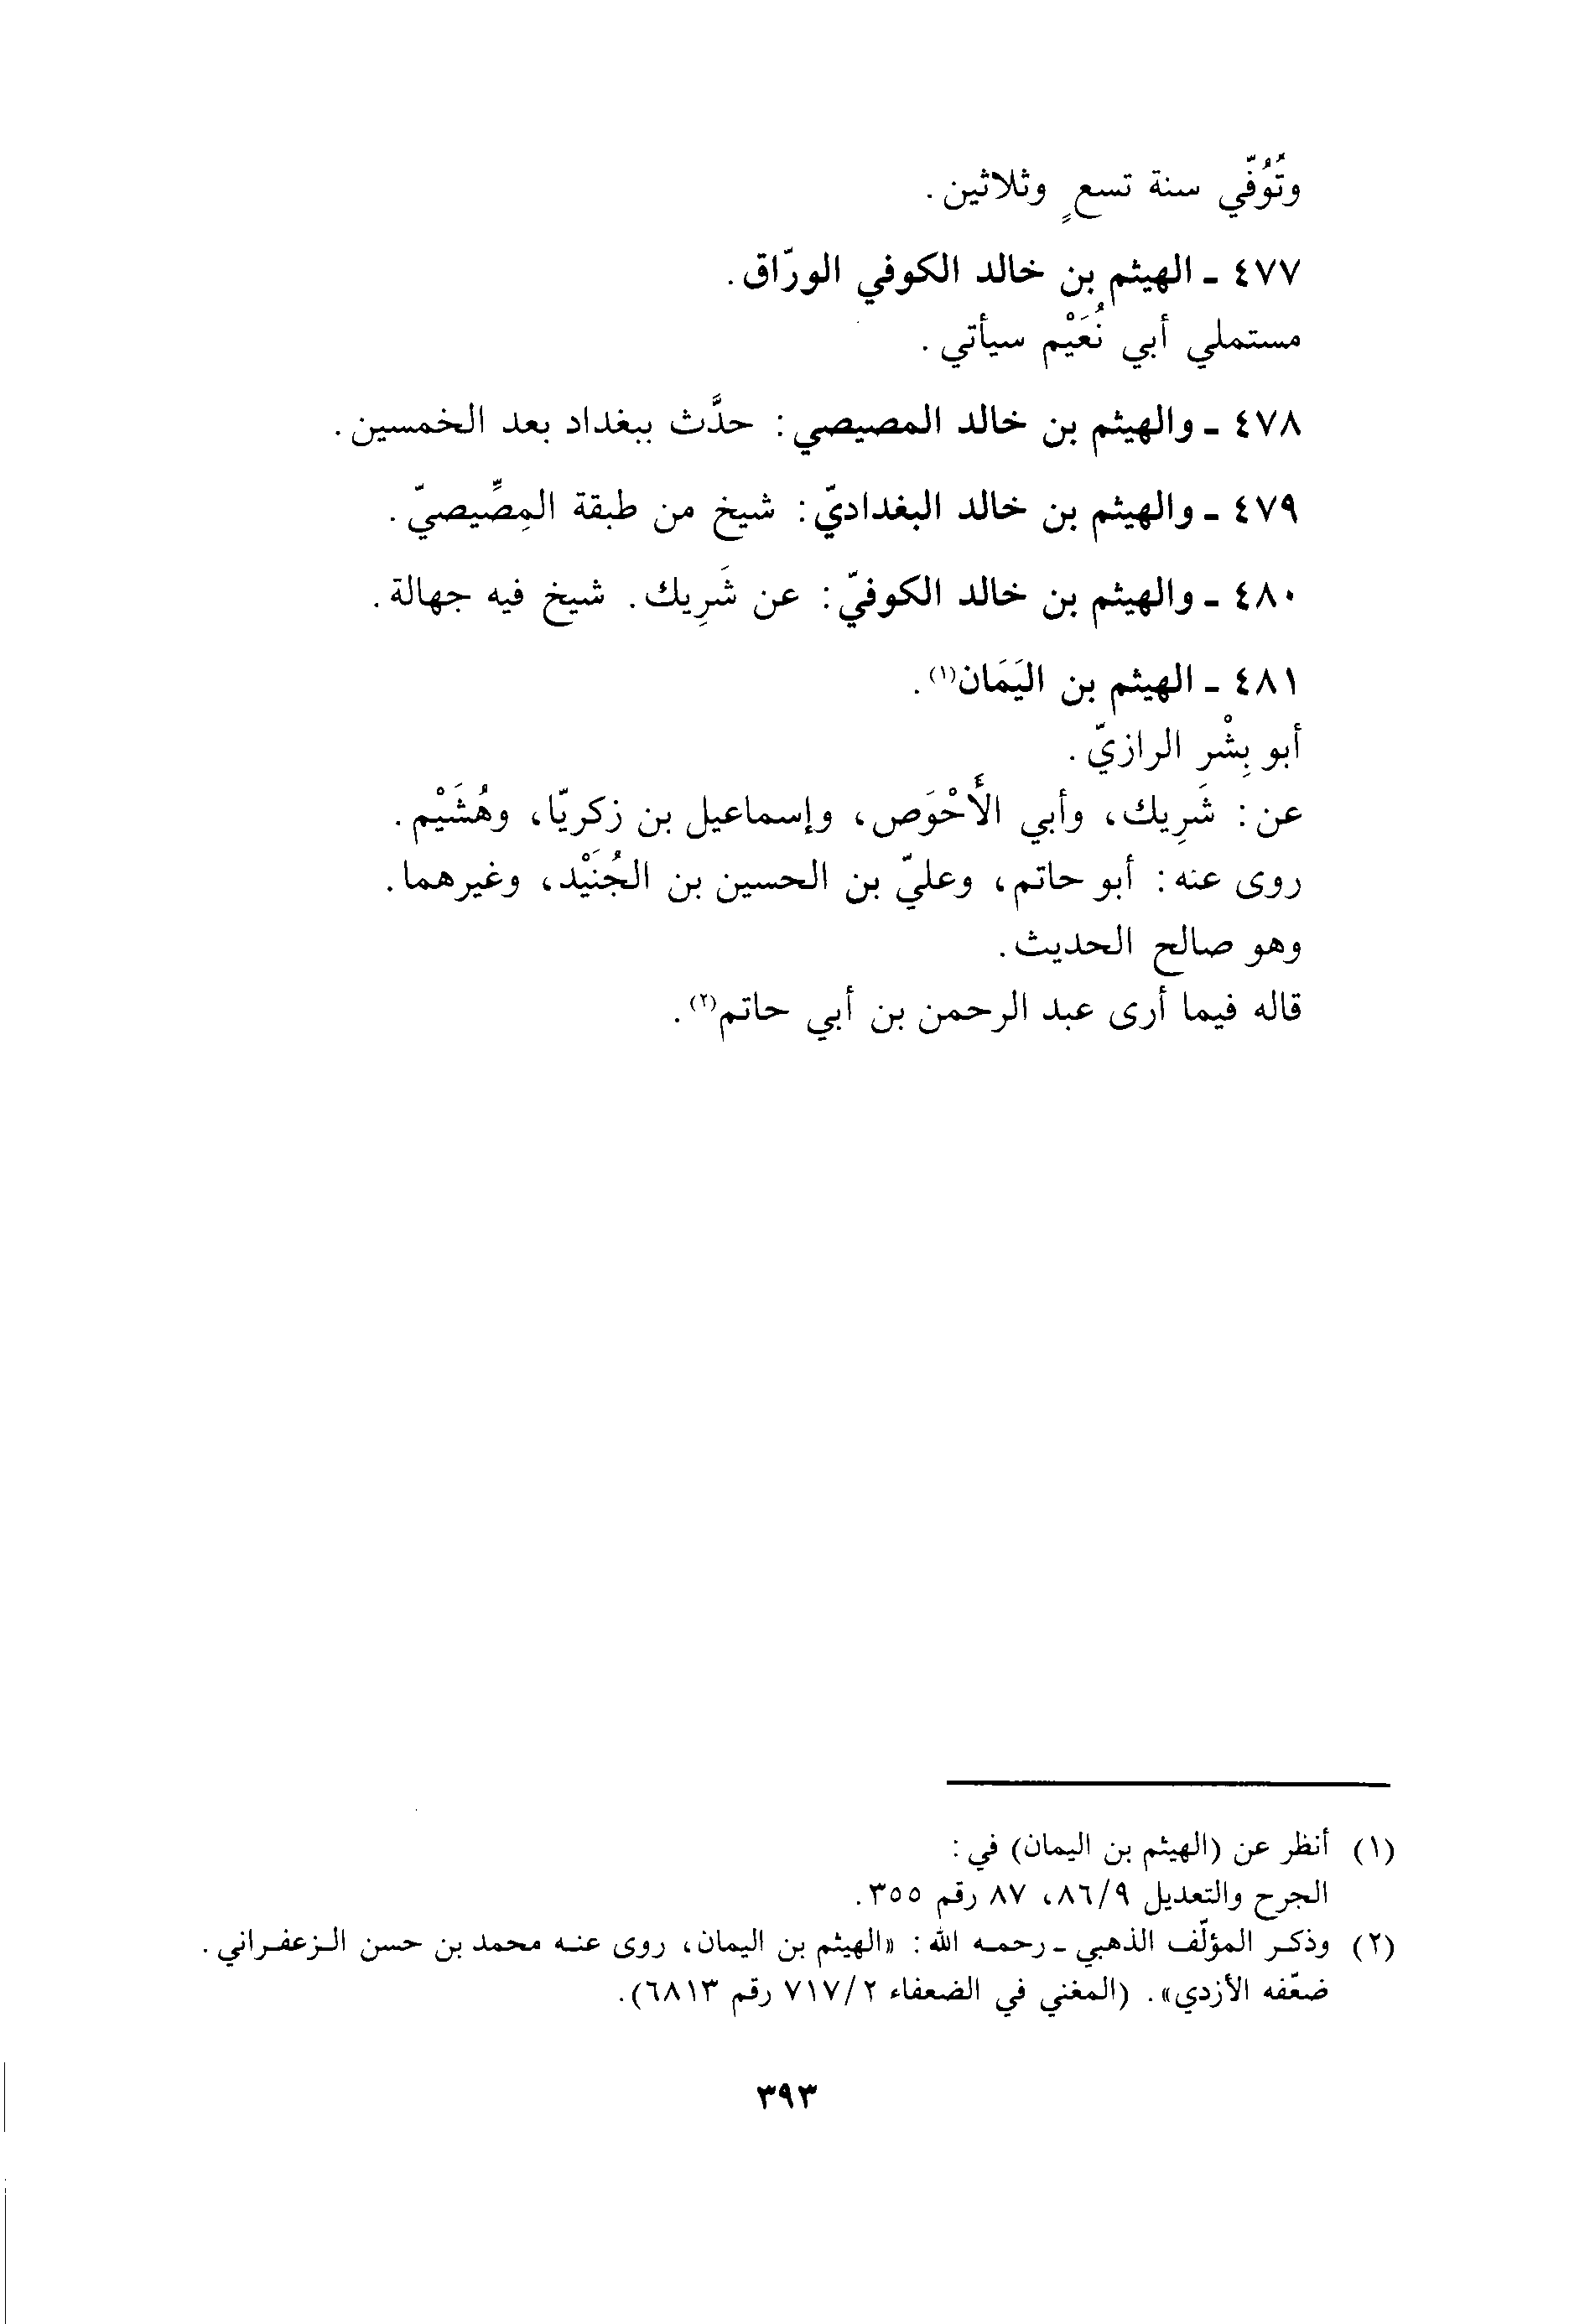 وتُوُفّي سنة تسعٍ وثلاثين.
٤٧٧ - الهيثم بن خالد الكوفي الورّاق.
مستملي أبي نُعَيْم سيأتي.
٤٧٨ - والهيثم بن خالد المصيصي: حدَّث ببغداد بعد الخمسين.
٤٧٩ - والهيثم بن خالد البغداديّ: شيخ من طبقة المِصِّيصيّ.
٤٨٠ - والهيثم بن خالد الكوفيّ: عن شَرِيك. شيخ فيه جهالة.
٤٨١ - الهيثم بن اليَمَان(١).
أبو بِشْر الرازيّ.
عن: شَرِيك، وأبي الأَحْوَص، وإسماعيل بن زكريّا، وهُشَيْم.
روى عنه: أبو حاتم، وعليّ بن الحسين بن الجُنَيْد، وغيرهما.
وهو صالح الحديث.
قاله فيما أرى عبد الرحمن بن أبي حاتم(٢).
(١) أنظر عن (الهيثم بن اليمان) في:
الجرح والتعديل ٨٦/٩، ٨٧ رقم ٣٥٥.
(٢) وذكر المؤلّف الذهبي - رحمه الله: «الهيثم بن اليمان، روى عنه محمد بن حسن الزعفراني.
ضعّفه الأزدي». (المغني في الضعفاء ٧١٧/٢ رقم ٦٨١٣).
٣٩٣